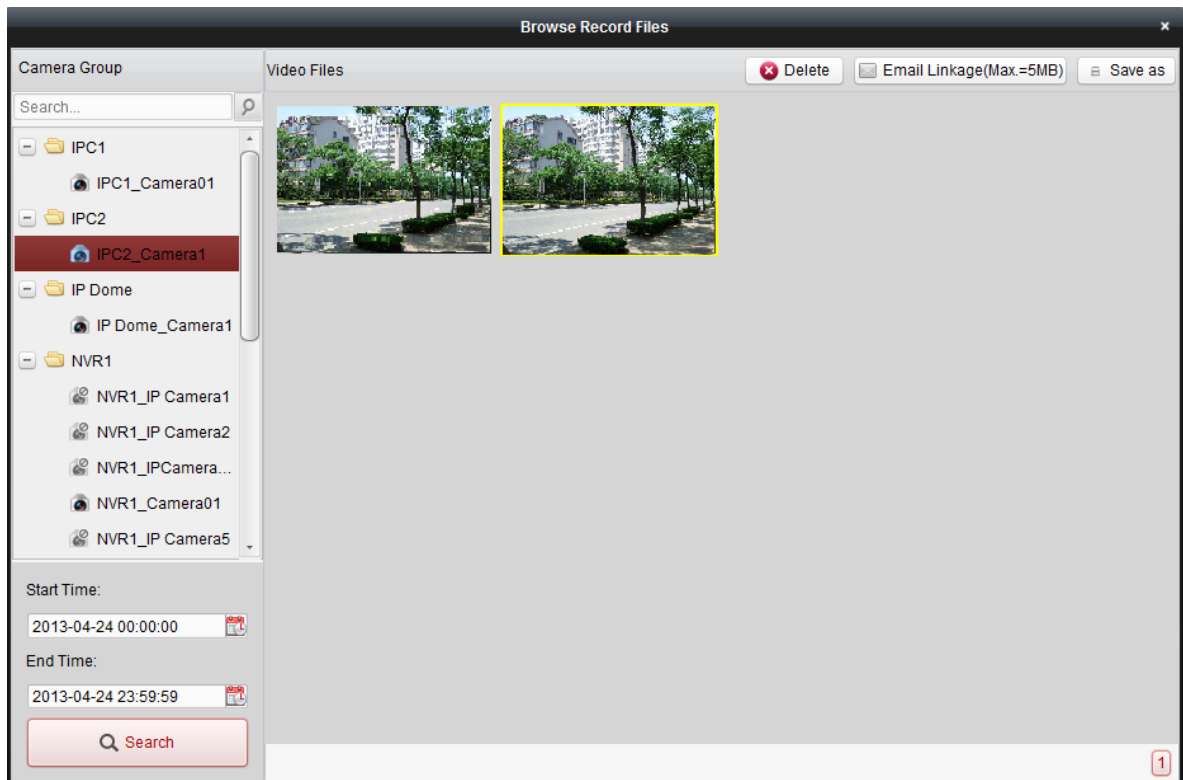 Browse Record Files
Camera Group
Search...
IPC1
IPC1_Camera01
IPC2
IPC2_Camera1
IP Dome
IP Dome_Camera1
NVR1
NVR1_IP Camera1
NVR1_IP Camera2
NVR1_IPCamera...
NVR1_Camera01
NVR1_IP Camera5
Start Time:
2013-04-24 00:00:00
End Time:
2013-04-24 23:59:59
Search
Video Files
Delete
Email Linkage(Max.=5MB)
Save as
1